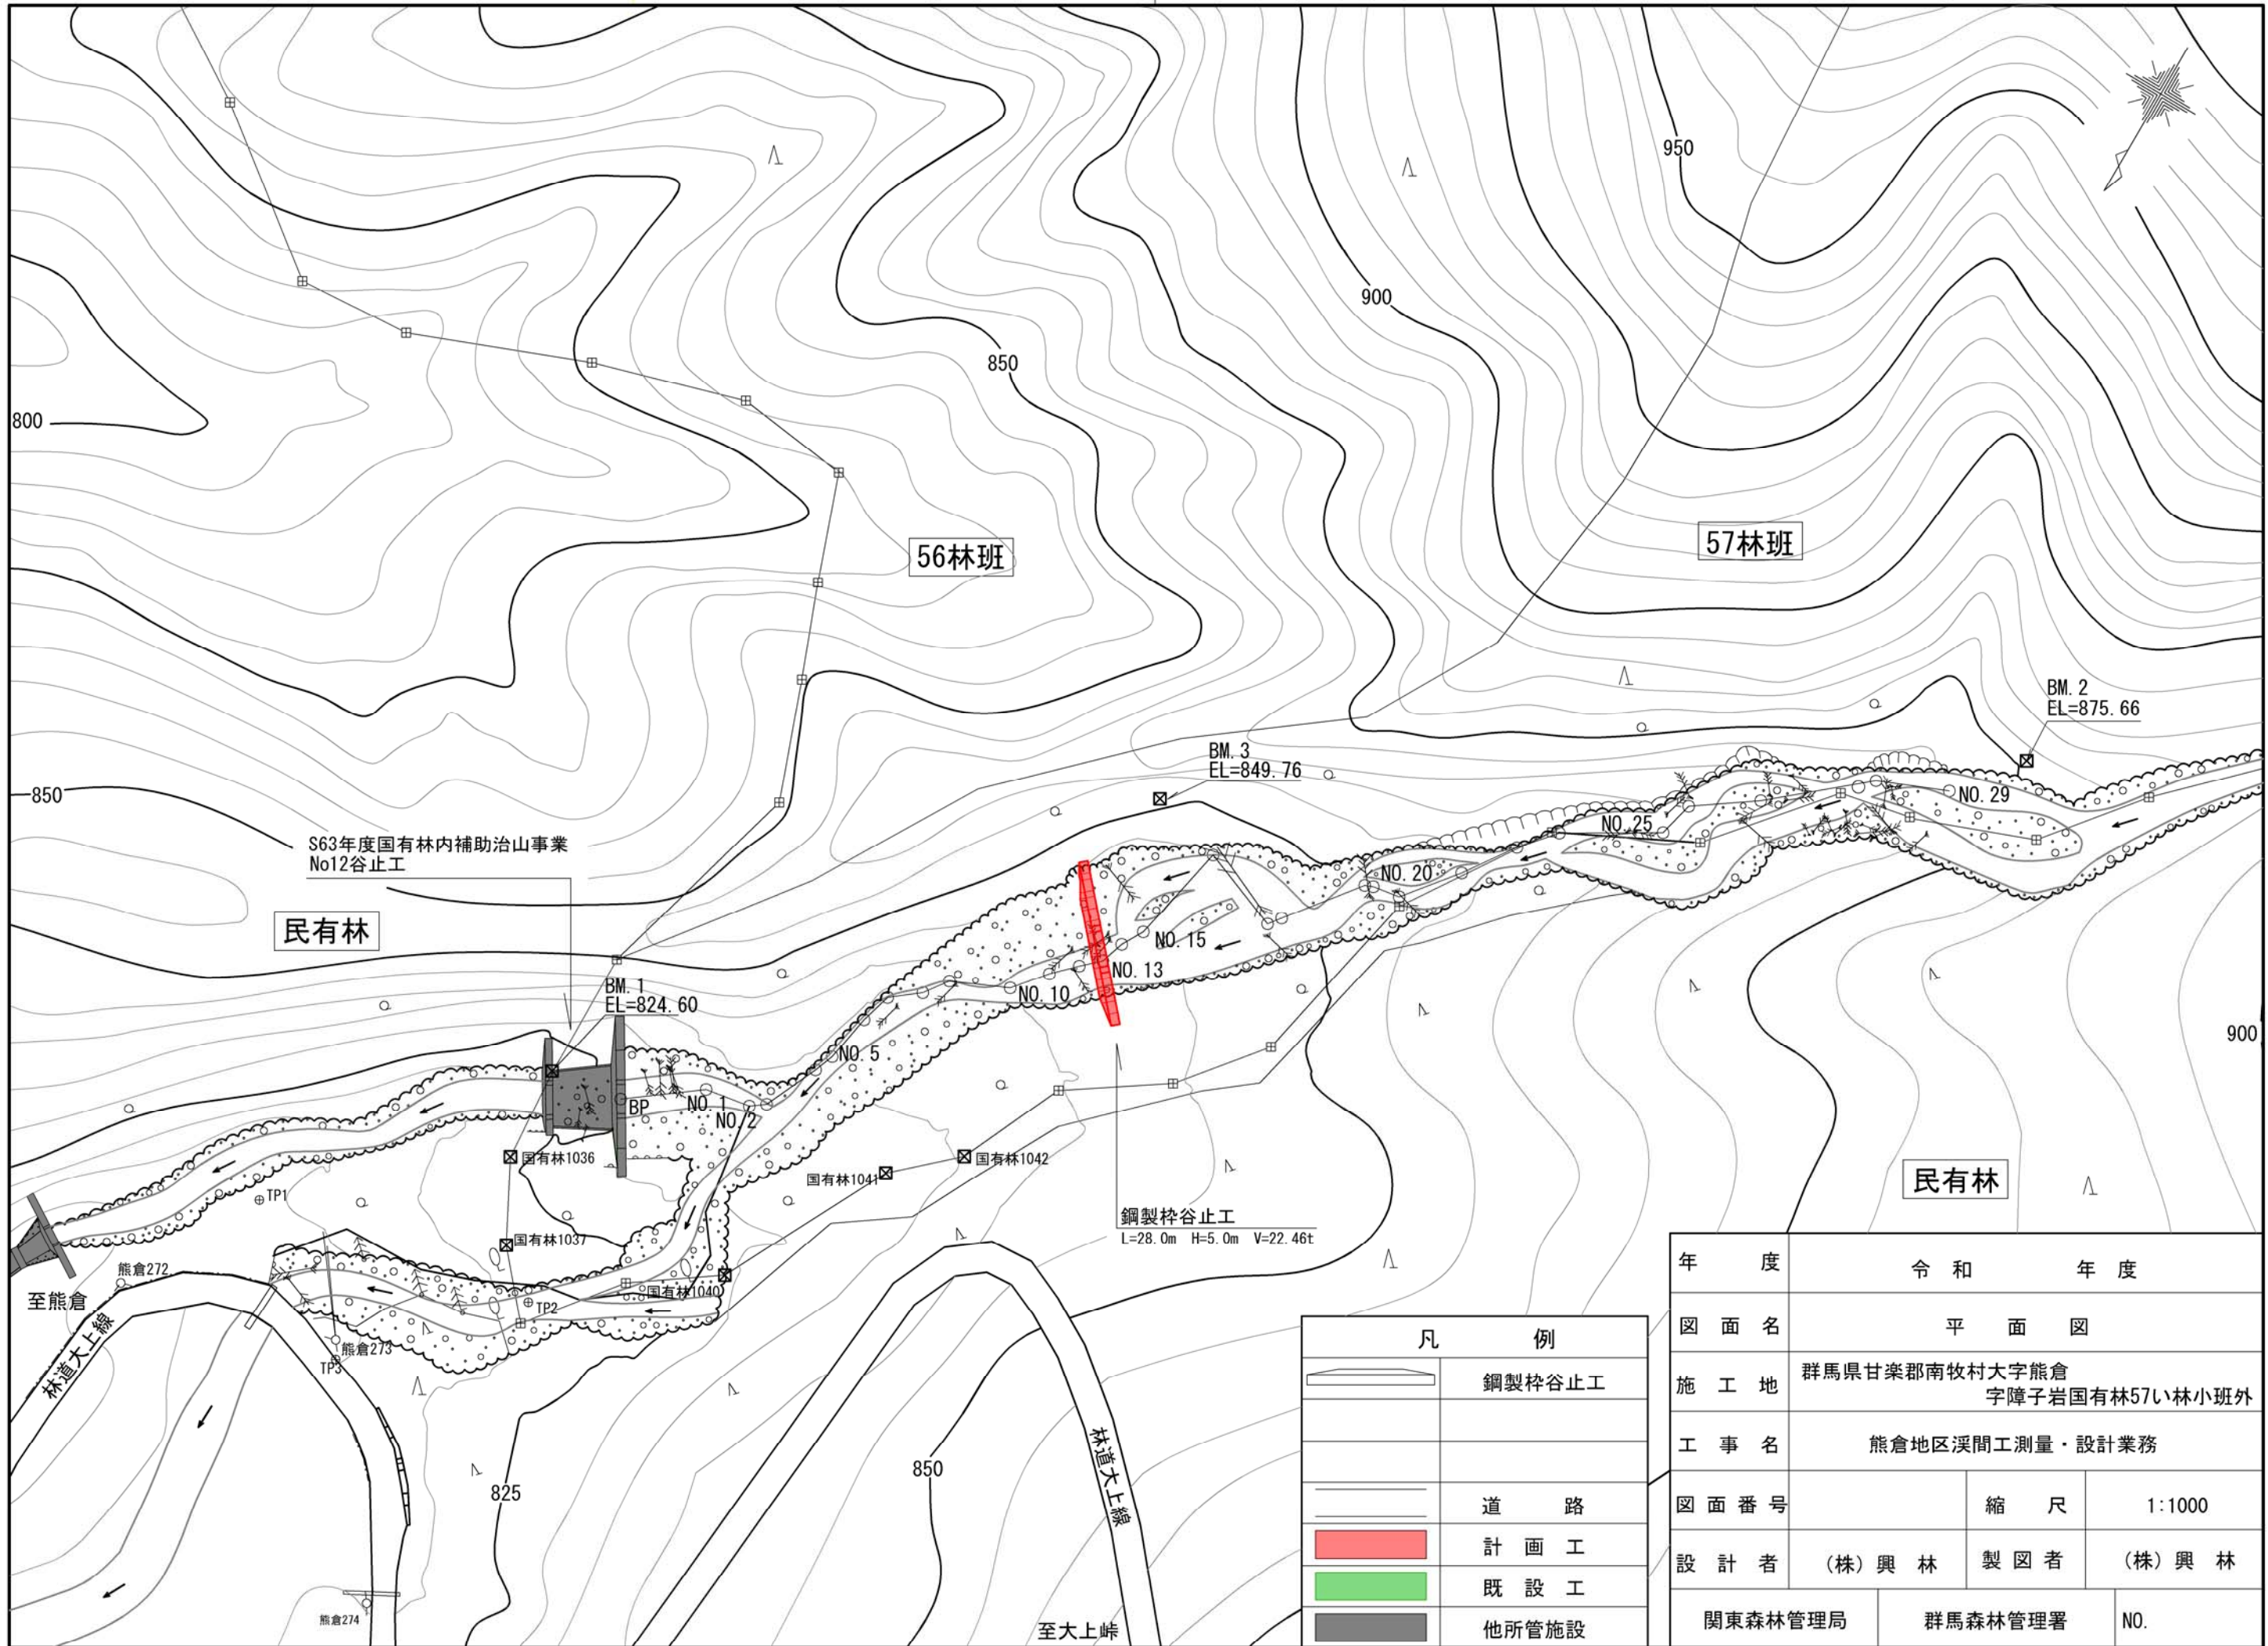 950
900
850
800
56林班
57林班
BM. 2
EL=875.66
BM. 3
EL=849.76
850
NO. 29
NO. 25
S63年度国有林内補助治山事業
No12谷止工
NO. 20
民有林
NO. 15
NO. 13
BM. 1
EL=824.60
NO. 10
900
NO. 5
BP
NO. 1
NO. 2
国有林1036
国有林1042
国有林1041
民有林
TP1
鋼製枠谷止工
L=28.0m H=5.0m V=22.46t
国有林1037
熊倉272
国有林1040
至熊倉
TP2
熊倉273
TP3
林道大上線
林道大上線
850
825
熊倉274
至大上峠
凡 例
鋼製枠谷止工
道 路
計 画 工
既 設 工
他所管施設
年 度 令 和 年 度
図 面 名 平 面 図
施 工 地 群馬県甘楽郡南牧村大字熊倉
字障子岩国有林57い林小班外
工 事 名 熊倉地区渓間工測量・設計業務
図 面 番 号 縮 尺 1:1000
設 計 者 (株) 興 林 製 図 者 (株) 興 林
関東森林管理局 群馬森林管理署 NO.